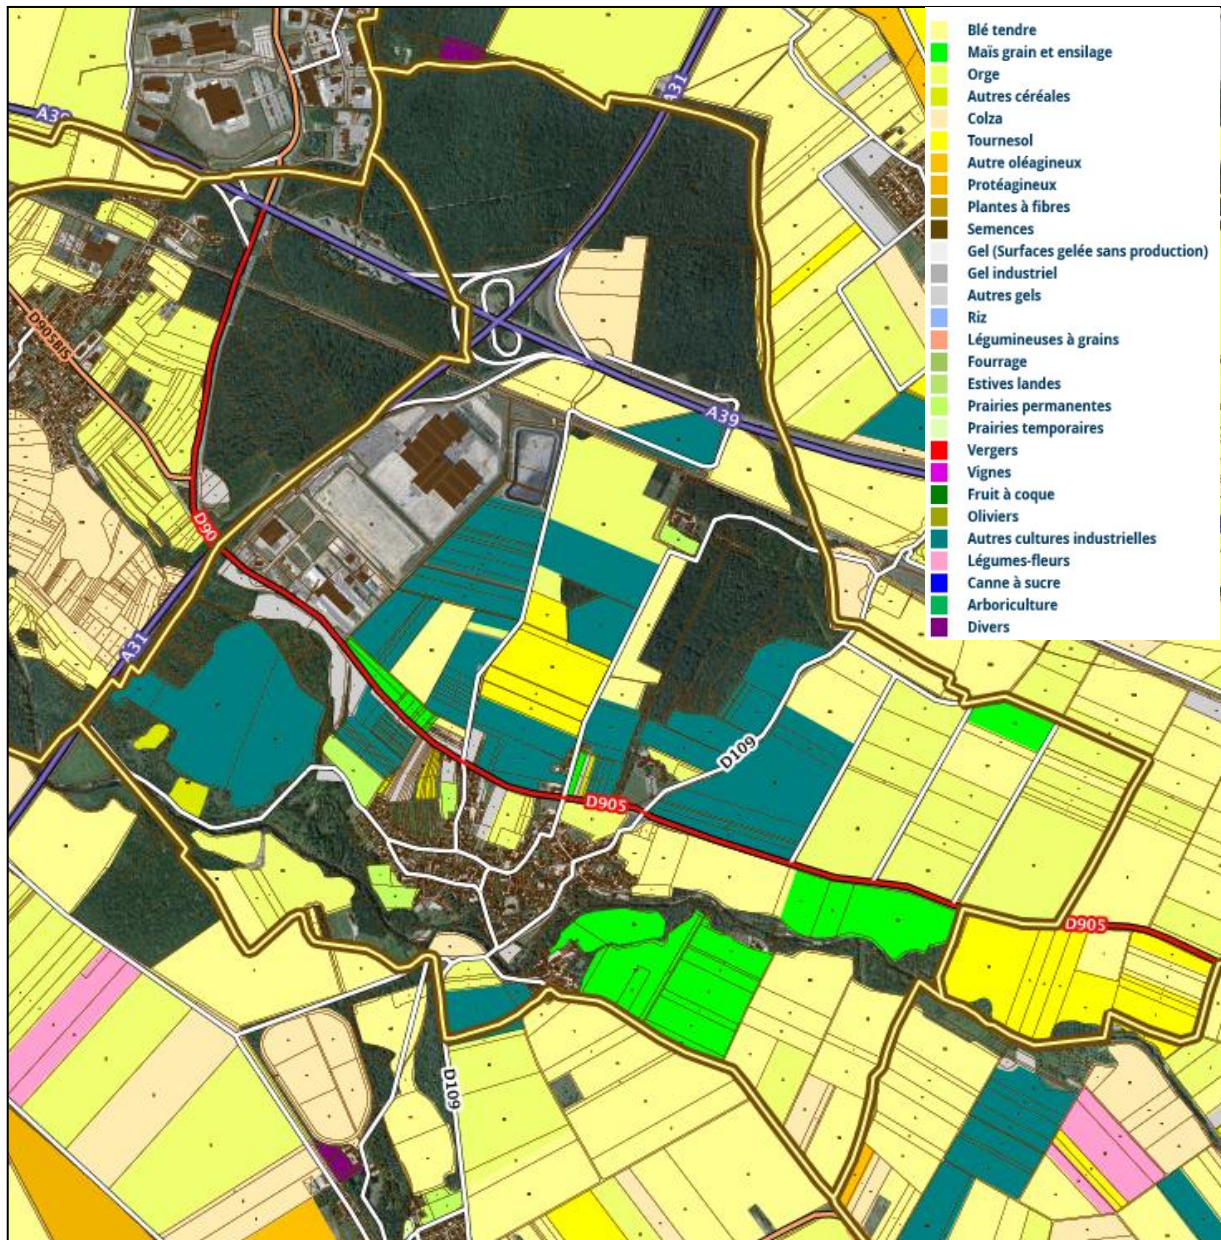 Blé tendre
Maïs grain et ensilage
Orge
Autres céréales
Colza
Tournesol
Autre oléagineux
Protéagineux
Plantes à fibres
Semences
Gel (Surfaces gelée sans production)
Gel industriel
Autres gels
Riz
Légumineuses à grains
Fourrage
Estives landes
Prairies permanentes
Prairies temporaires
Vergers
Vignes
Fruit à coque
Oliviers
Autres cultures industrielles
Légumes-fleurs
Canne à sucre
Arboriculture
Divers
A31
A39
D905BIS
A39
D90
A31
D109
D905
D905
D109